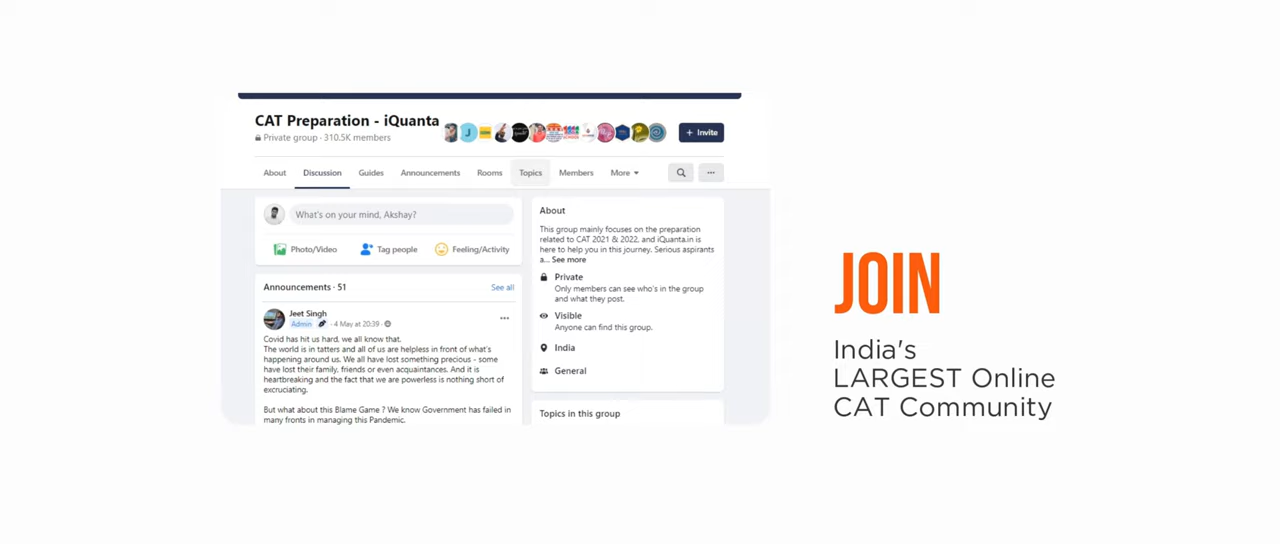 CAT Preparation - iQuanta
Private group · 310.5K members
J
+ Invite
About Discussion Guides Announcements Rooms Topics Members More
What's on your mind, Akshay?
Photo/Video Tag people Feeling/Activity
Announcements · 51 See all
Jeet Singh
Admin · 4 May at 20:39 ·
Covid has hit us hard, we all know that.
The world is in tatters and all of us are helpless in front of what's
happening around us. We all have lost something precious - some
have lost their family, friends or even acquaintances. And it is
heartbreaking and the fact that we are powerless is nothing short of
excruciating.
But what about this Blame Game ? We know Government has failed in
many fronts in managing this Pandemic.
About
This group mainly focuses on the preparation
related to CAT 2021 & 2022, and iQuanta.in is
here to help you in this journey. Serious aspirants
a... See more
Private
Only members can see who's in the group
and what they post.
Visible
Anyone can find this group.
India
General
Topics in this group
JOIN
India's
LARGEST Online
CAT Community